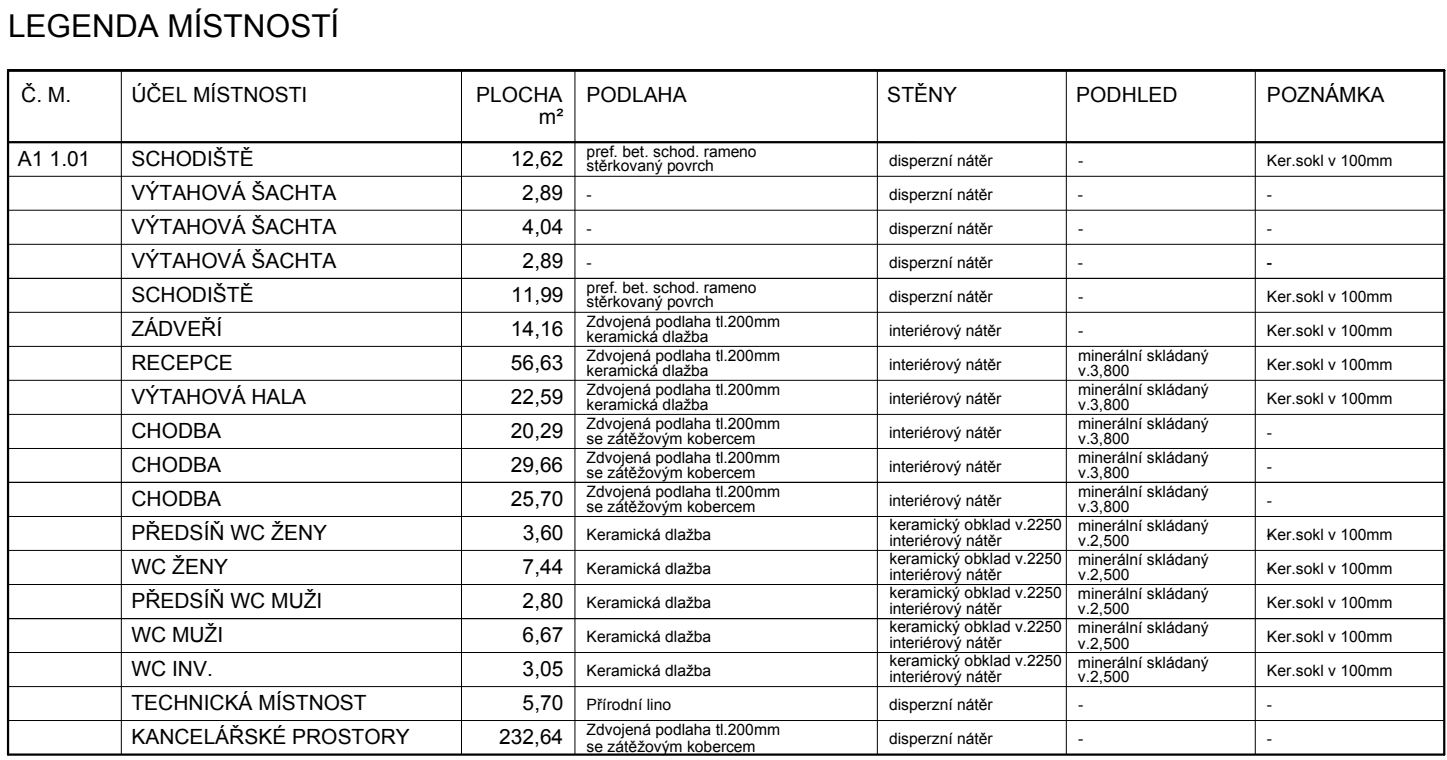 LEGENDA MÍSTNOSTÍ
Č. M. ÚČEL MÍSTNOSTI PLOCHA m² PODLAHA STĚNY PODHLED POZNÁMKA
A1 1.01 SCHODIŠTĚ 12,62 pref. bet. schod. rameno stěrkovaný povrch disperzní nátěr - Ker.sokl v 100mm
VÝTAHOVÁ ŠACHTA 2,89 - disperzní nátěr - -
VÝTAHOVÁ ŠACHTA 4,04 - disperzní nátěr - -
VÝTAHOVÁ ŠACHTA 2,89 - disperzní nátěr - -
SCHODIŠTĚ 11,99 pref. bet. schod. rameno stěrkovaný povrch disperzní nátěr - Ker.sokl v 100mm
ZÁDVEŘÍ 14,16 Zdvojená podlaha tl.200mm keramická dlažba interiérový nátěr - Ker.sokl v 100mm
RECEPCE 56,63 Zdvojená podlaha tl.200mm keramická dlažba interiérový nátěr minerální skládaný v.3,800 Ker.sokl v 100mm
VÝTAHOVÁ HALA 22,59 Zdvojená podlaha tl.200mm keramická dlažba interiérový nátěr minerální skládaný v.3,800 Ker.sokl v 100mm
CHODBA 20,29 Zdvojená podlaha tl.200mm se zátěžovým kobercem interiérový nátěr minerální skládaný v.3,800 -
CHODBA 29,66 Zdvojená podlaha tl.200mm se zátěžovým kobercem interiérový nátěr minerální skládaný v.3,800 -
CHODBA 25,70 Zdvojená podlaha tl.200mm se zátěžovým kobercem interiérový nátěr minerální skládaný v.3,800 -
PŘEDSÍŇ WC ŽENY 3,60 Keramická dlažba keramický obklad v.2250 interiérový nátěr minerální skládaný v.2,500 Ker.sokl v 100mm
WC ŽENY 7,44 Keramická dlažba keramický obklad v.2250 interiérový nátěr minerální skládaný v.2,500 Ker.sokl v 100mm
PŘEDSÍŇ WC MUŽI 2,80 Keramická dlažba keramický obklad v.2250 interiérový nátěr minerální skládaný v.2,500 Ker.sokl v 100mm
WC MUŽI 6,67 Keramická dlažba keramický obklad v.2250 interiérový nátěr minerální skládaný v.2,500 Ker.sokl v 100mm
WC INV. 3,05 Keramická dlažba keramický obklad v.2250 interiérový nátěr minerální skládaný v.2,500 Ker.sokl v 100mm
TECHNICKÁ MÍSTNOST 5,70 Přírodní lino disperzní nátěr - -
KANCELÁŘSKÉ PROSTORY 232,64 Zdvojená podlaha tl.200mm se zátěžovým kobercem disperzní nátěr - -